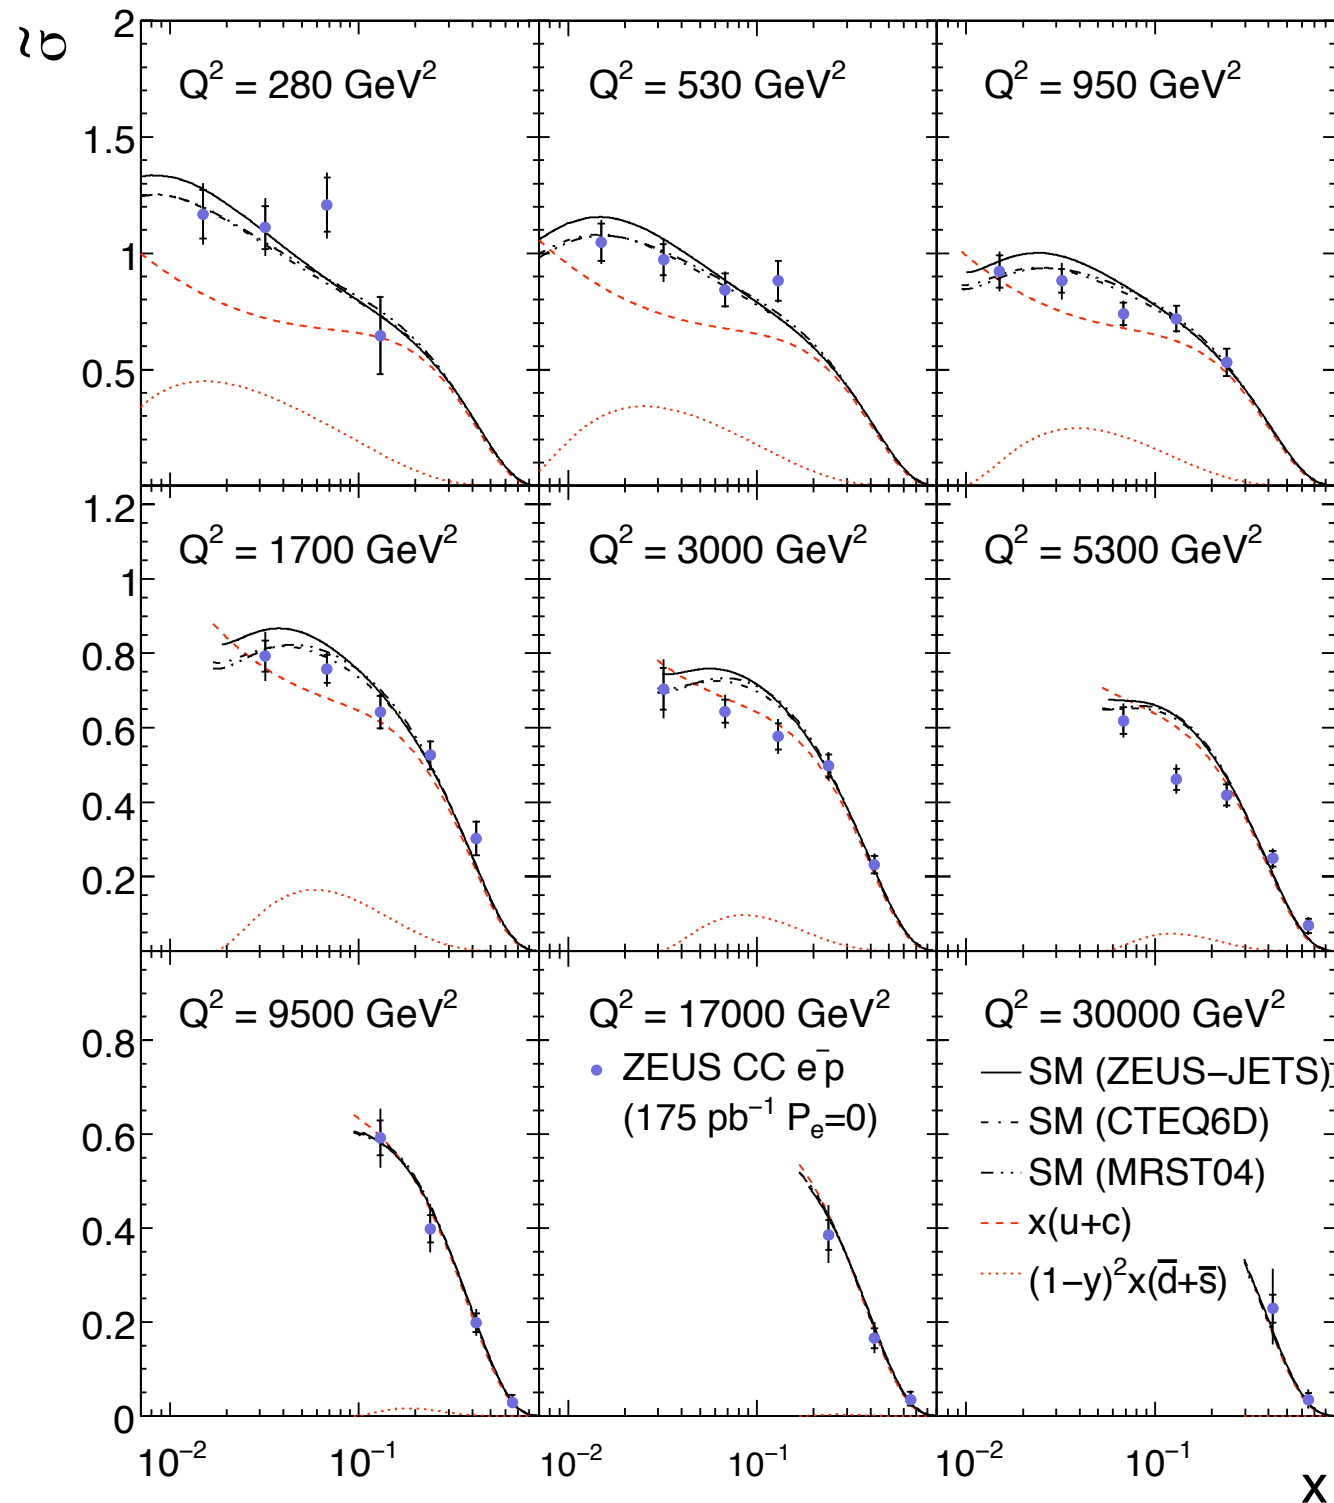 σ̃
2
1.5
1
0.5
Q² = 280 GeV²
Q² = 530 GeV²
Q² = 950 GeV²
1.2
1
0.8
0.6
0.4
0.2
Q² = 1700 GeV²
Q² = 3000 GeV²
Q² = 5300 GeV²
0.8
0.6
0.4
0.2
0
Q² = 9500 GeV²
Q² = 17000 GeV²
ZEUS CC e⁻p
(175 pb⁻¹ Pₑ=0)
Q² = 30000 GeV²
SM (ZEUS−JETS)
SM (CTEQ6D)
SM (MRST04)
x(u+c)
(1−y)²x(d̅+s̅)
10⁻² 10⁻¹ 10⁻² 10⁻¹ 10⁻² 10⁻¹
x